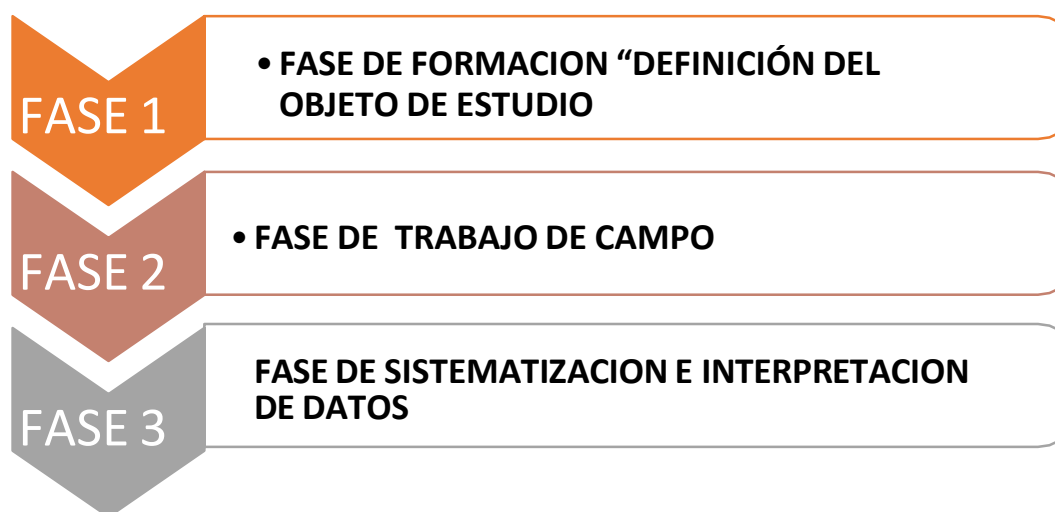 FASE 1
• FASE DE FORMACION “DEFINICIÓN DEL
OBJETO DE ESTUDIO
FASE 2
• FASE DE TRABAJO DE CAMPO
FASE 3
FASE DE SISTEMATIZACION E INTERPRETACION
DE DATOS